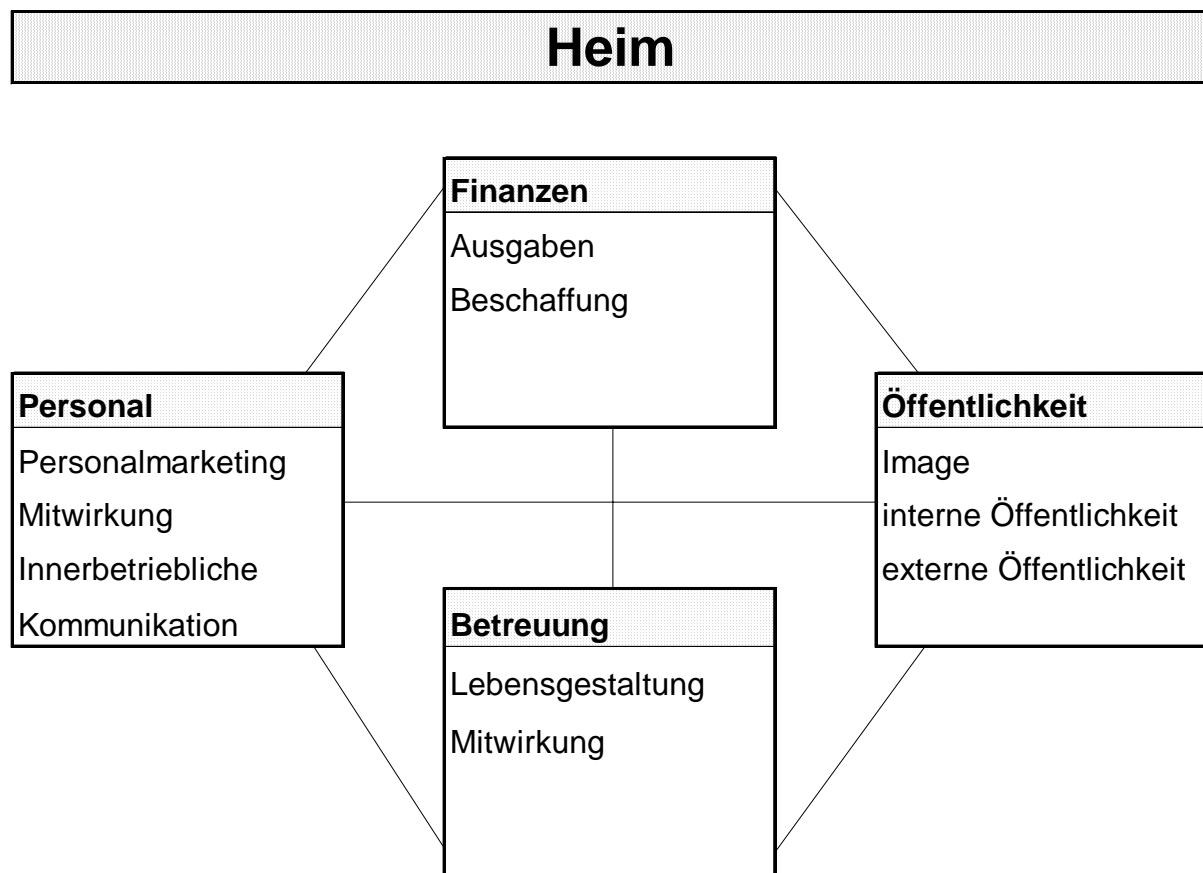 Heim
Finanzen
Ausgaben
Beschaffung
Personal
Personalmarketing
Mitwirkung
Innerbetriebliche
Kommunikation
Öffentlichkeit
Image
interne Öffentlichkeit
externe Öffentlichkeit
Betreuung
Lebensgestaltung
Mitwirkung